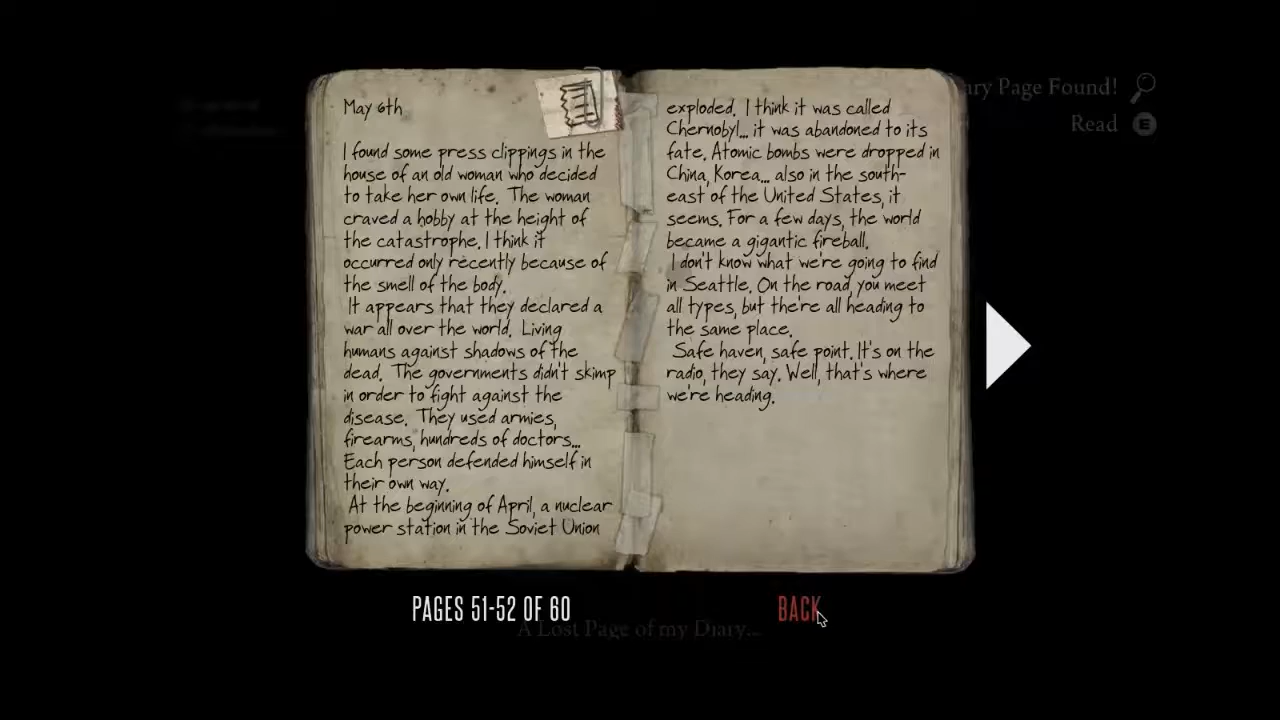 May 6th
I found some press clippings in the
house of an old woman who decided
to take her own life. The woman
craved a hobby at the height of
the catastrophe. I think it
occurred only recently because of
the smell of the body.
It appears that they declared a
war all over the world. Living
humans against shadows of the
dead. The governments didn't skimp
in order to fight against the
disease. They used armies,
firearms, hundreds of doctors...
Each person defended himself in
their own way.
At the beginning of April, a nuclear
power station in the Soviet Union
exploded. I think it was called
Chernobyl... it was abandoned to its
fate. Atomic bombs were dropped in
China, Korea... also in the south-
east of the United States, it
seems. For a few days, the world
became a gigantic fireball.
I don't know what we're going to find
in Seattle. On the road, you meet
all types, but there're all heading to
the same place.
Safe haven, safe point. It's on the
radio, they say. Well, that's where
we're heading.
ary Page Found!
Read E
PAGES 51-52 OF 60
BACK
A Lost Page of my Diary...